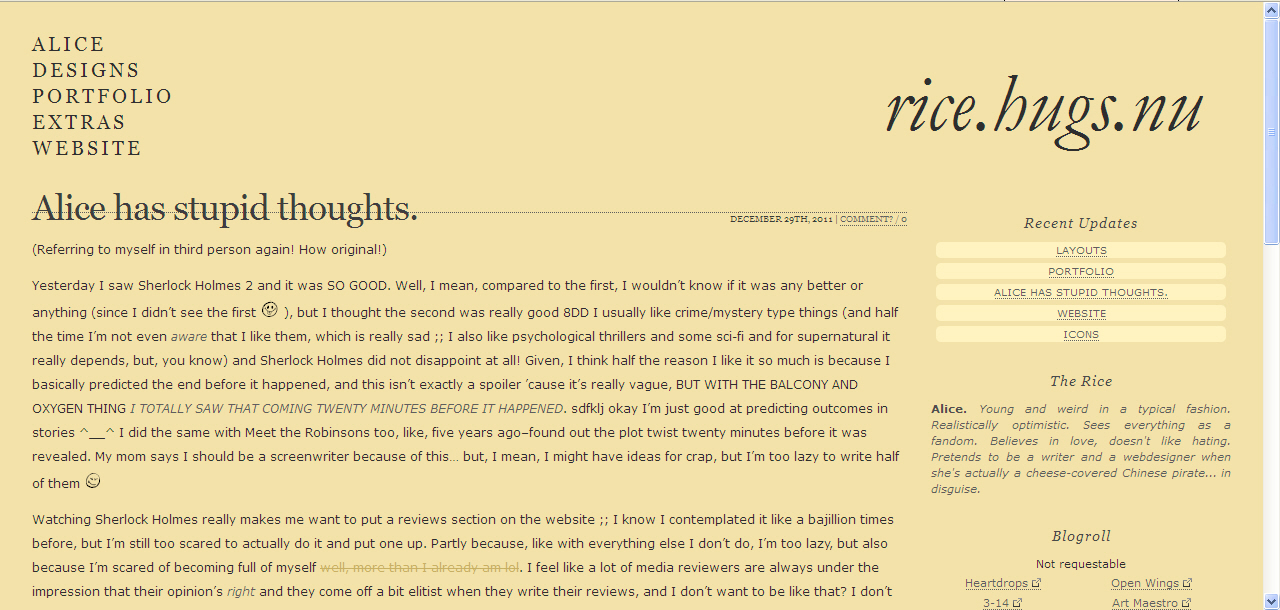 ALICE
DESIGNS
PORTFOLIO
EXTRAS
WEBSITE
rice.hugs.nu
Alice has stupid thoughts.
DECEMBER 29TH, 2011 | COMMENT? / 0
(Referring to myself in third person again! How original!)
Yesterday I saw Sherlock Holmes 2 and it was SO GOOD. Well, I mean, compared to the first, I wouldn't know if it was any better or
anything (since I didn't see the first ), but I thought the second was really good 8DD I usually like crime/mystery type things (and half
the time I'm not even aware that I like them, which is really sad ;; I also like psychological thrillers and some sci-fi and for supernatural it
really depends, but, you know) and Sherlock Holmes did not disappoint at all! Given, I think half the reason I like it so much is because I
basically predicted the end before it happened, and this isn't exactly a spoiler 'cause it's really vague, BUT WITH THE BALCONY AND
OXYGEN THING I TOTALLY SAW THAT COMING TWENTY MINUTES BEFORE IT HAPPENED. sdfklj okay I'm just good at predicting outcomes in
stories ^__^ I did the same with Meet the Robinsons too, like, five years ago–found out the plot twist twenty minutes before it was
revealed. My mom says I should be a screenwriter because of this... but, I mean, I might have ideas for crap, but I'm too lazy to write half
of them
Watching Sherlock Holmes really makes me want to put a reviews section on the website ;; I know I contemplated it like a bajillion times
before, but I'm still too scared to actually do it and put one up. Partly because, like with everything else I don't do, I'm too lazy, but also
because I'm scared of becoming full of myself well, more than I already am lol. I feel like a lot of media reviewers are always under the
impression that their opinion's right and they come off a bit elitist when they write their reviews, and I don't want to be like that? I don't
Recent Updates
LAYOUTS
PORTFOLIO
ALICE HAS STUPID THOUGHTS.
WEBSITE
ICONS
The Rice
Alice. Young and weird in a typical fashion.
Realistically optimistic. Sees everything as a
fandom. Believes in love, doesn't like hating.
Pretends to be a writer and a webdesigner when
she's actually a cheese-covered Chinese pirate... in
disguise.
Blogroll
Not requestable
Heartdrops Open Wings
3-14 Art Maestro